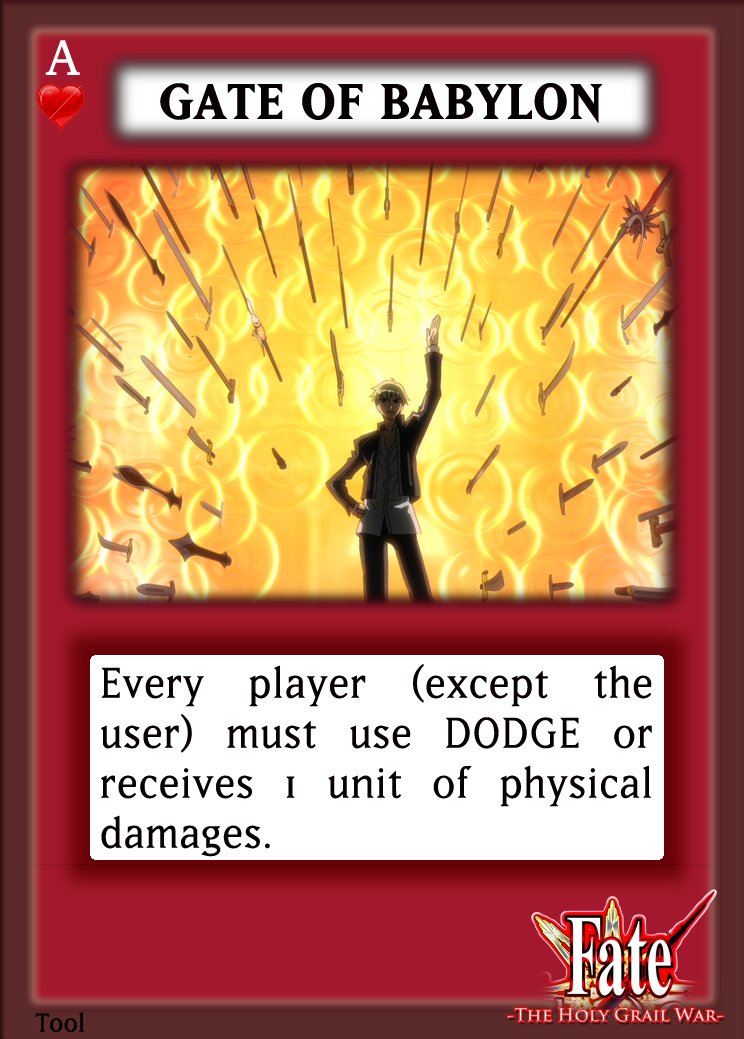 A
GATE OF BABYLON
Every player (except the
user) must use DODGE or
receives 1 unit of physical
damages.
Fate
-THE HOLY GRAIL WAR-
Tool